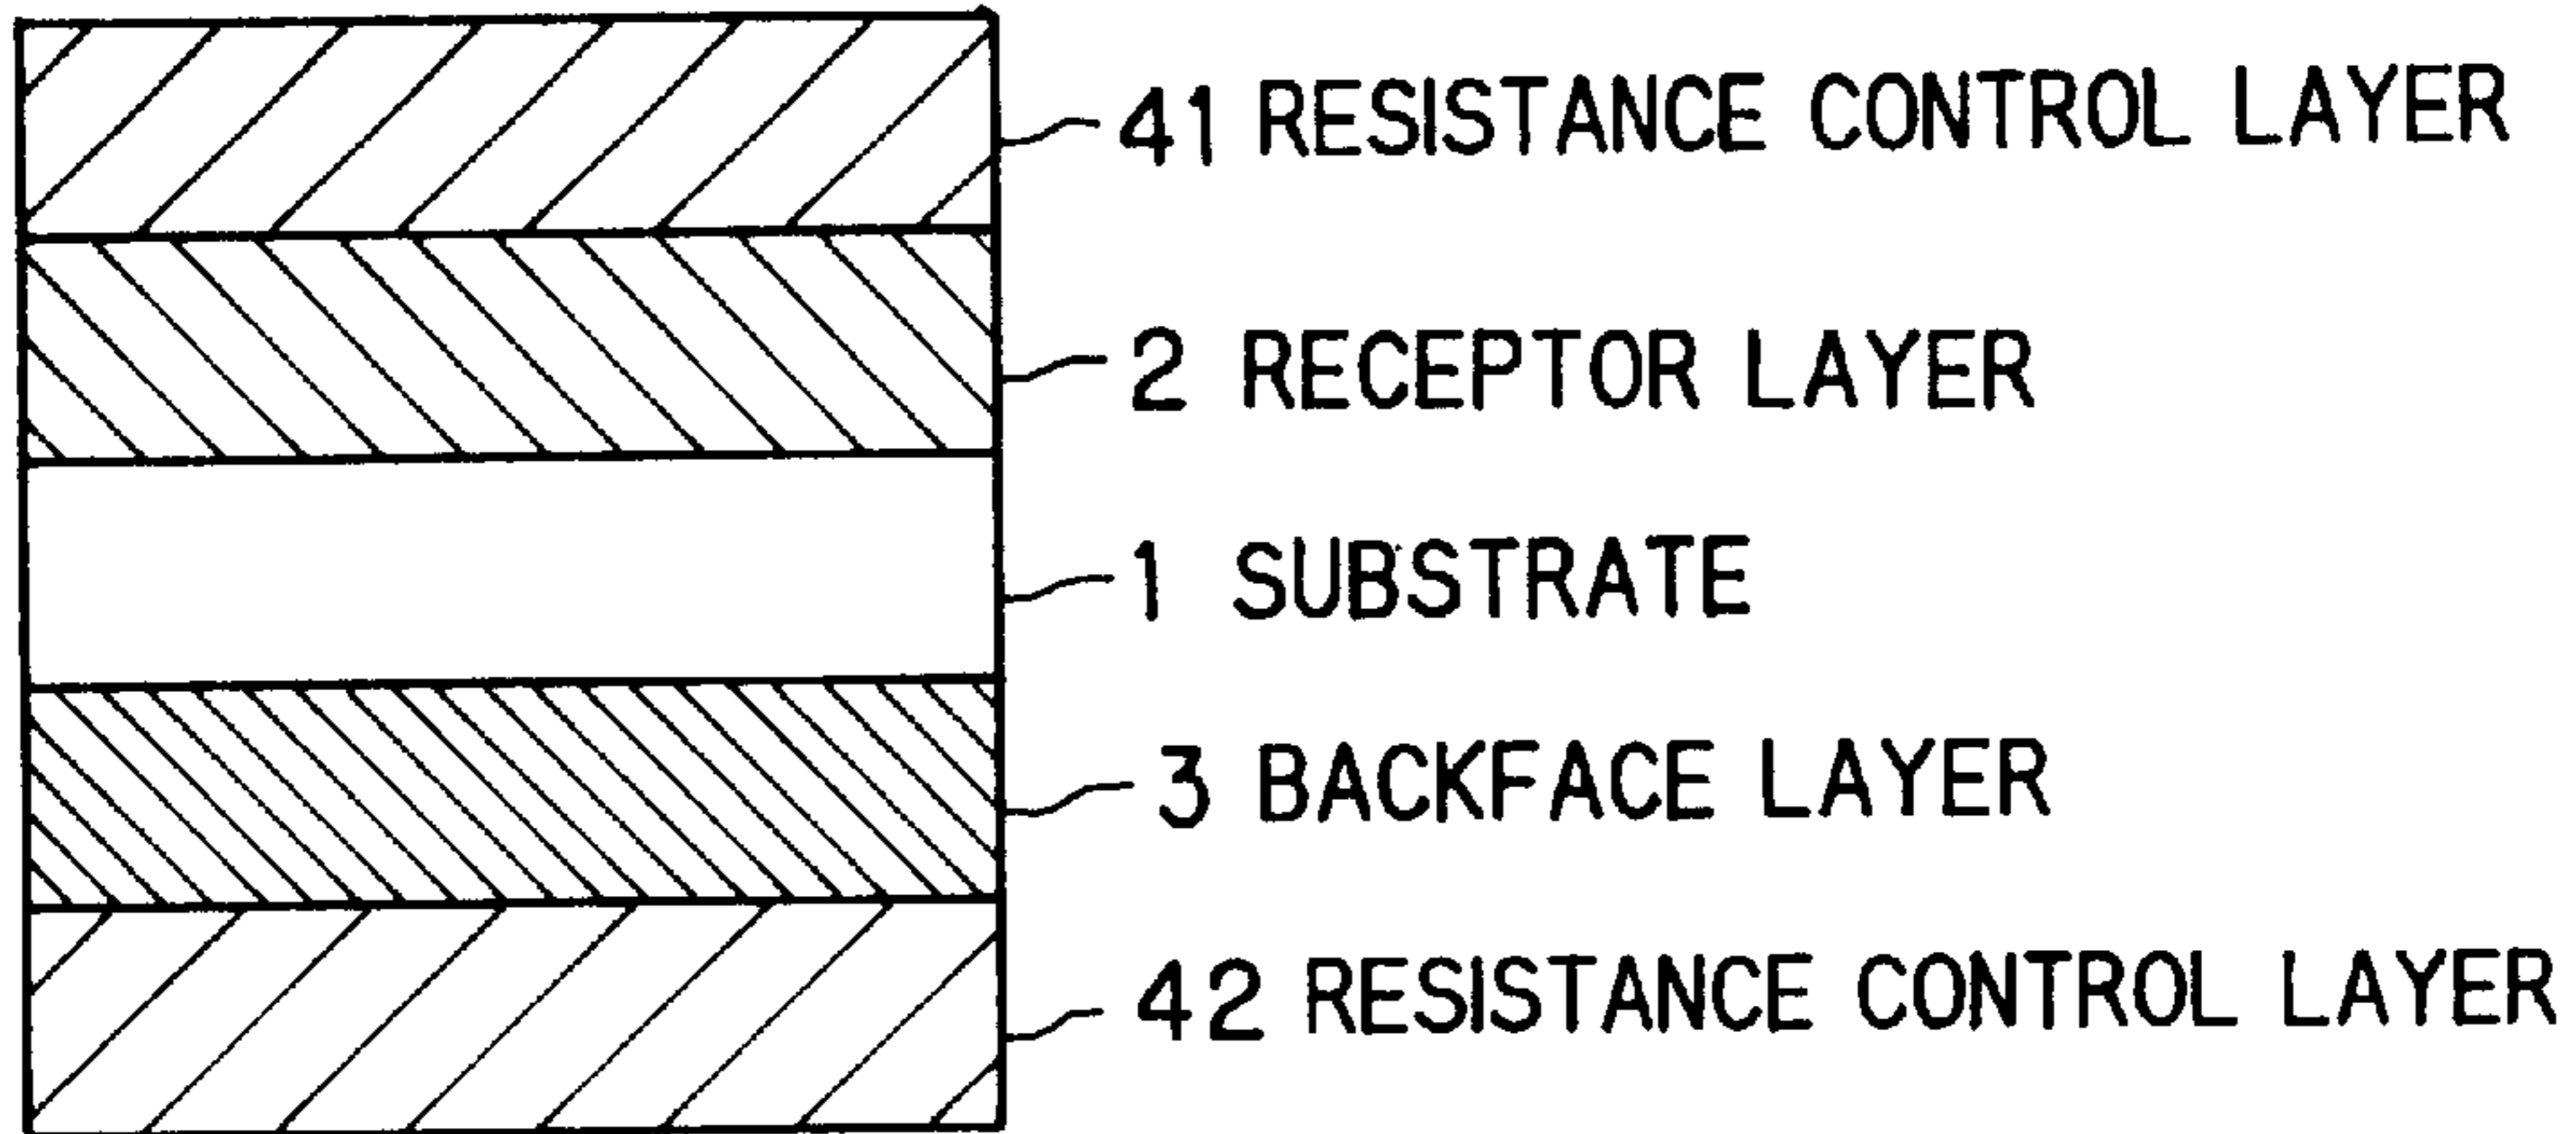 41 RESISTANCE CONTROL LAYER
2 RECEPTOR LAYER
1 SUBSTRATE
3 BACKFACE LAYER
42 RESISTANCE CONTROL LAYER